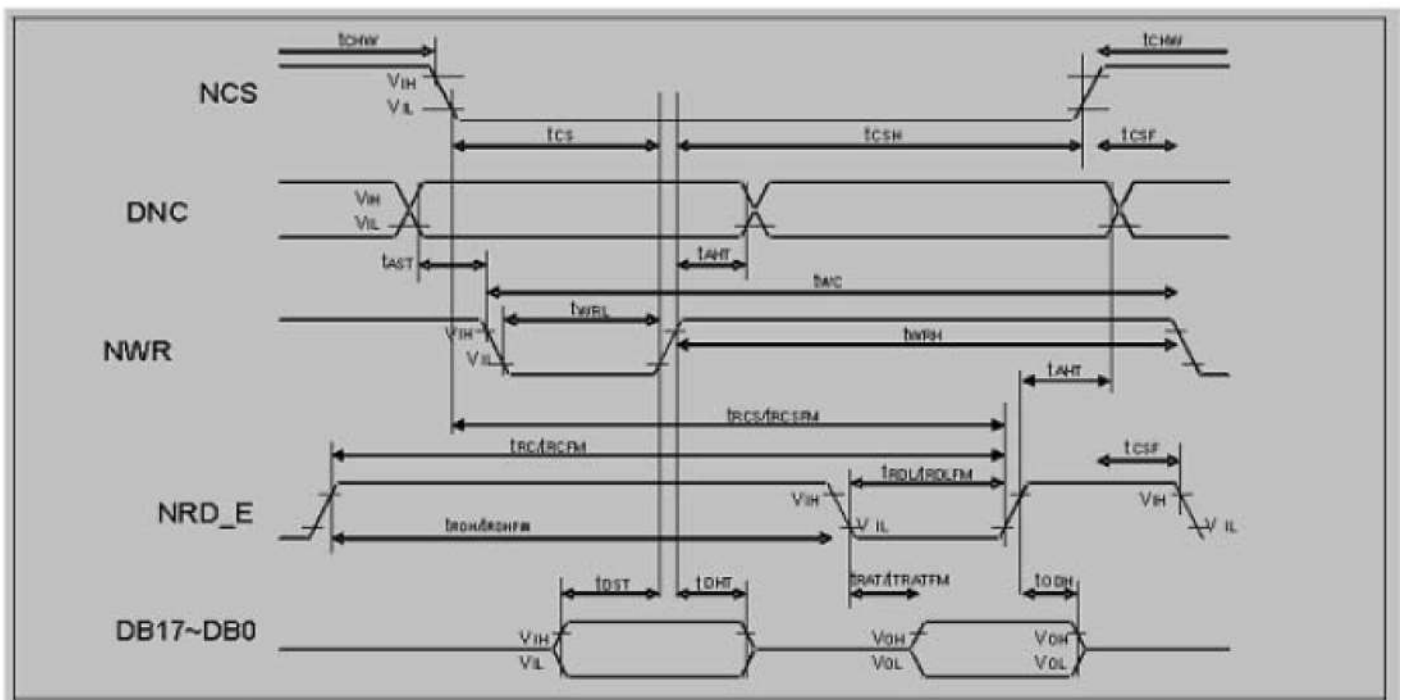 tCHW tCHW
NCS VIH
VIL
tCS tCSH tCSF
DNC VIH
VIL
tAST tAHT
tWC
tWRL
NWR VIH tWRH
VIL
tAHT
tRCS/tRCSFM
tRC/tRCFM tCSF
tRDL/tRDLFM
NRD_E VIH VIH
VIL VIL
tRDH/tRDHFM
tDST tDHT tRAT/tTRATFM tODH
DB17~DB0 VIH VOH VOH
VIL VOL VOL